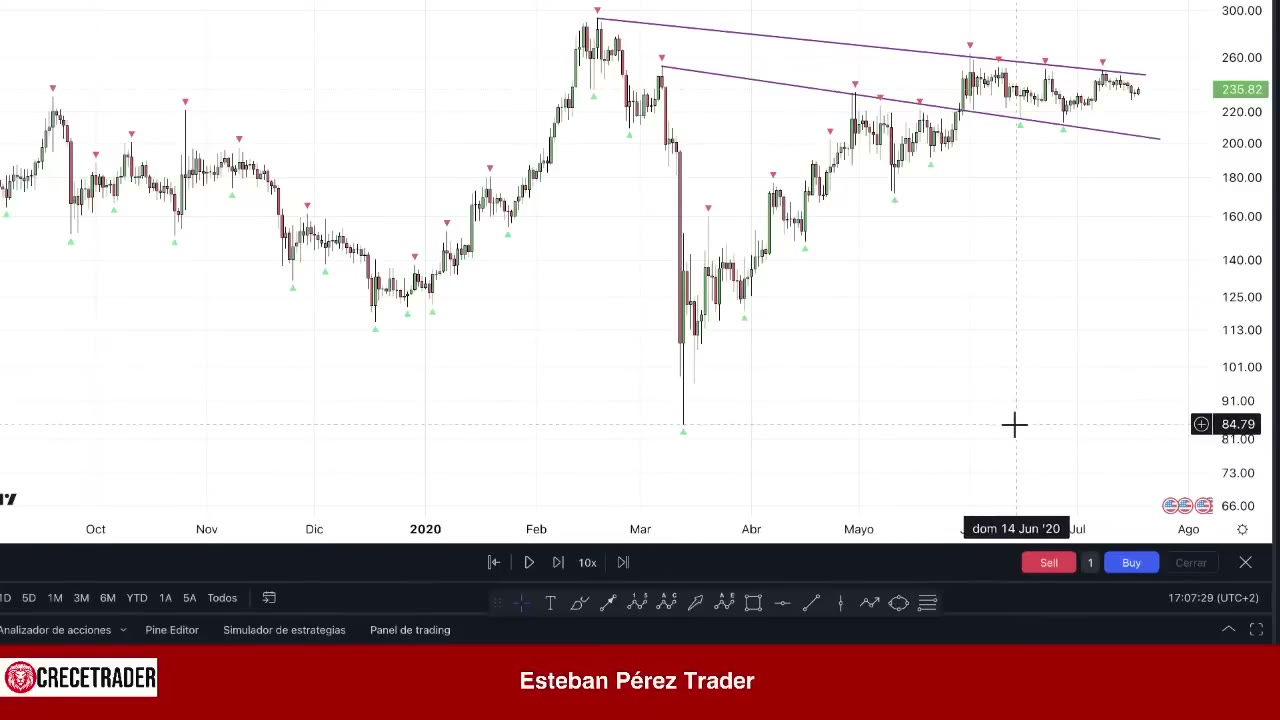 300.00
260.00
235.82
220.00
200.00
180.00
160.00
140.00
125.00
113.00
101.00
91.00
84.79
81.00
73.00
66.00
Oct Nov Dic 2020 Feb Mar Abr Mayo dom 14 Jun '20 Jul Ago
10x Sell 1 Buy Cerrar
1D 5D 1M 3M 6M YTD 1A 5A Todos 17:07:29 (UTC+2)
Analizador de acciones Pine Editor Simulador de estrategias Panel de trading
CRECETRADER
Esteban Pérez Trader